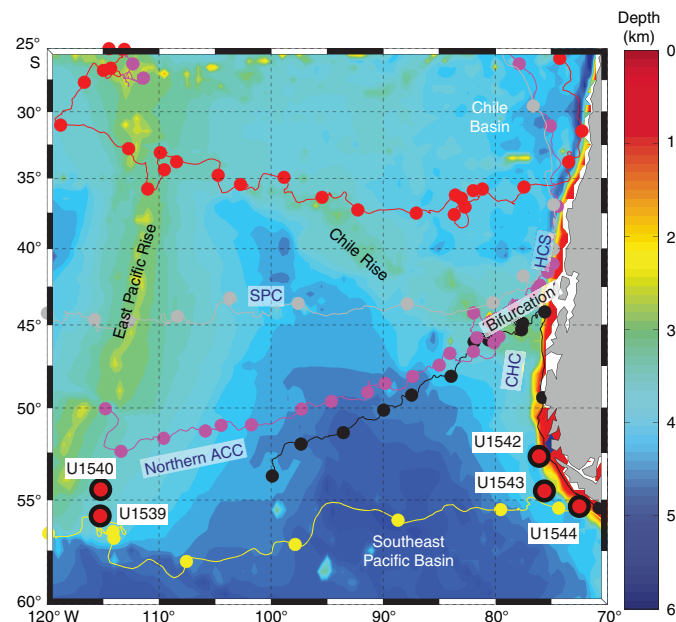 Depth
(km)
25°
S
30°
35°
40°
45°
50°
55°
60°
120° W
110°
100°
90°
80°
70°
0
1
2
3
4
5
6
Chile
Basin
East Pacific Rise
Chile Rise
HCS
SPC
Bifurcation
CHC
Northern ACC
U1540
U1539
U1542
U1543
U1544
Southeast
Pacific Basin